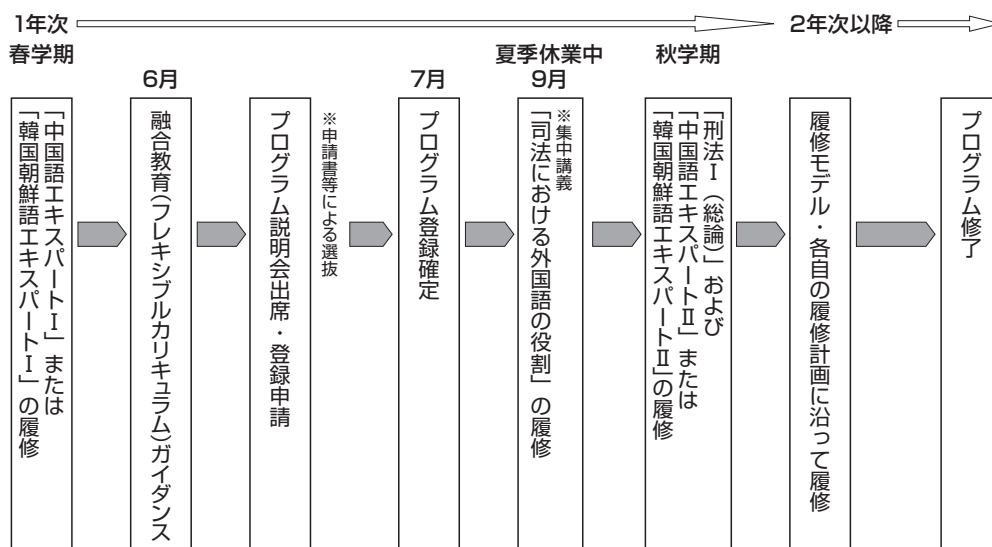 1年次
2年次以降
春学期
「中国語エキスパートⅠ」または
「韓国朝鮮語エキスパートⅠ」の履修
6月
融合教育(フレキシブルカリキュラム)ガイダンス
プログラム説明会出席・登録申請
※申請書等による選抜
7月
プログラム登録確定
夏季休業中
9月
※集中講義
「司法における外国語の役割」の履修
秋学期
「刑法Ⅰ(総論)」および
「中国語エキスパートⅡ」または
「韓国朝鮮語エキスパートⅡ」の履修
履修モデル・各自の履修計画に沿って履修
プログラム修了